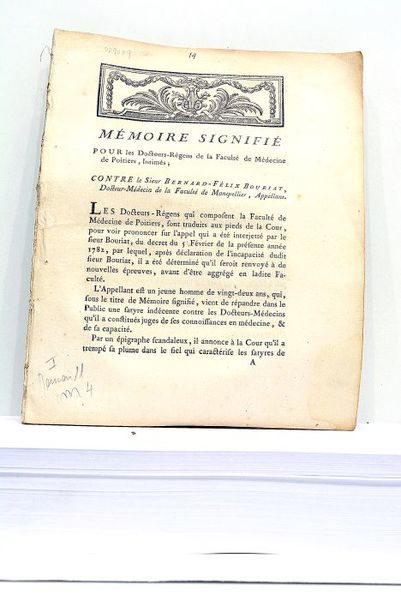 14
MÉMOIRE SIGNIFIÉ
POUR les Docteurs-Régens de la Faculté de Médecine
de Poitiers, Intimés;
CONTRE le Sieur BERNARD-FÉLIX BOURIAT,
Docteur-Médecin de la Faculté de Montpellier, Appellant.
LES Docteurs-Régens qui composent la Faculté de
Médecine de Poitiers, sont traduits aux pieds de la Cour,
pour voir prononcer sur l'appel qui a été interjetté par le
sieur Bouriat, du decret du 5 Février de la présente année
1782, par lequel, après déclaration de l'incapacité dudit
sieur Bouriat, il a été déterminé qu'il seroit renvoyé à de
nouvelles épreuves, avant d'être aggrégé en ladite Fa-
culté.
L'Appellant est un jeune homme de vingt-deux ans, qui,
sous le titre de Mémoire signifié, vient de répandre dans le
Public une satyre indécente contre les Docteurs-Médecins
qu'il a constitués juges de ses connoissances en médecine, &
de sa capacité.
Par un épigraphe scandaleux, il annonce à la Cour qu'il a
trempé sa plume dans le fiel qui caractérise les satyres de
A